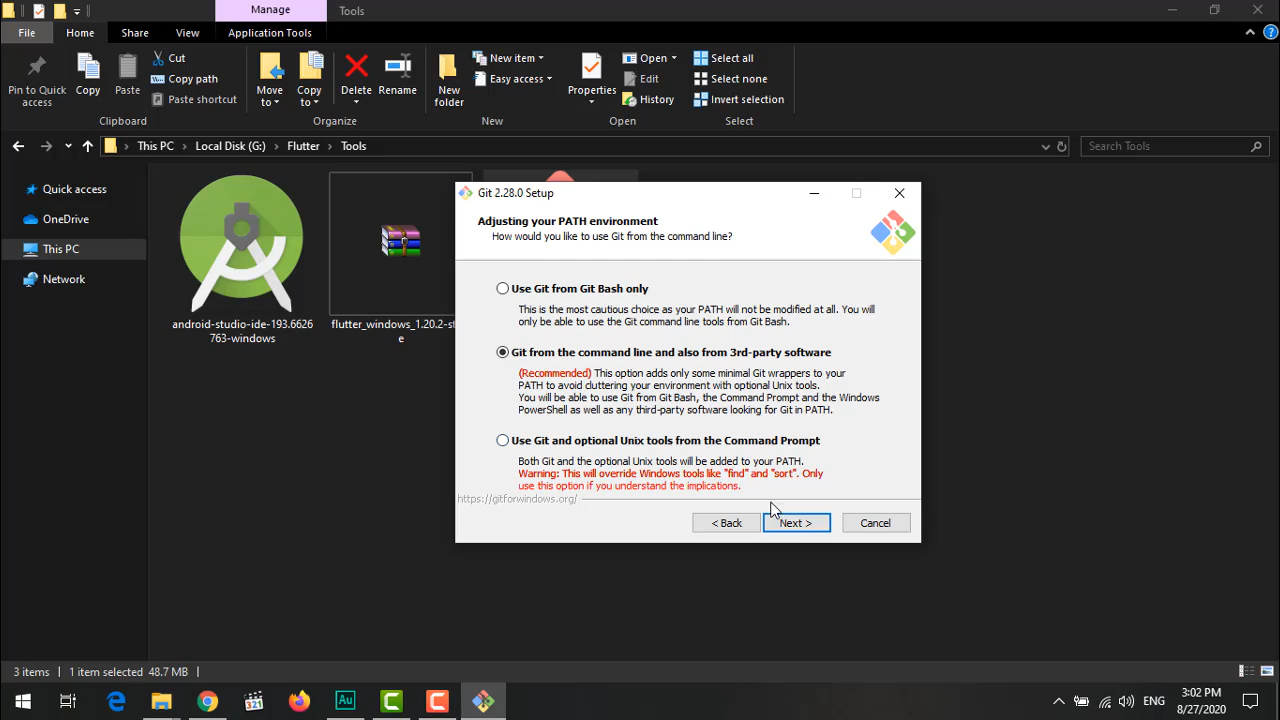 Manage
Tools
File
Home
Share
View
Application Tools
Pin to Quick
access
Copy
Paste
Cut
Copy path
Paste shortcut
Clipboard
Move
to
Copy
to
Delete
Rename
Organize
New
folder
New item
Easy access
New
Properties
Open
Edit
History
Open
Select all
Select none
Invert selection
Select
This PC
Local Disk (G:)
Flutter
Tools
Search Tools
Quick access
OneDrive
This PC
Network
android-studio-ide-193.6626
763-windows
flutter_windows_1.20.2-st
e
Git 2.28.0 Setup
Adjusting your PATH environment
How would you like to use Git from the command line?
Use Git from Git Bash only
This is the most cautious choice as your PATH will not be modified at all. You will
only be able to use the Git command line tools from Git Bash.
Git from the command line and also from 3rd-party software
(Recommended) This option adds only some minimal Git wrappers to your
PATH to avoid cluttering your environment with optional Unix tools.
You will be able to use Git from Git Bash, the Command Prompt and the Windows
PowerShell as well as any third-party software looking for Git in PATH.
Use Git and optional Unix tools from the Command Prompt
Both Git and the optional Unix tools will be added to your PATH.
Warning: This will override Windows tools like "find" and "sort". Only
use this option if you understand the implications.
https://gitforwindows.org/
< Back
Next >
Cancel
3 items
1 item selected 48.7 MB
321
Au
ENG
3:02 PM
8/27/2020